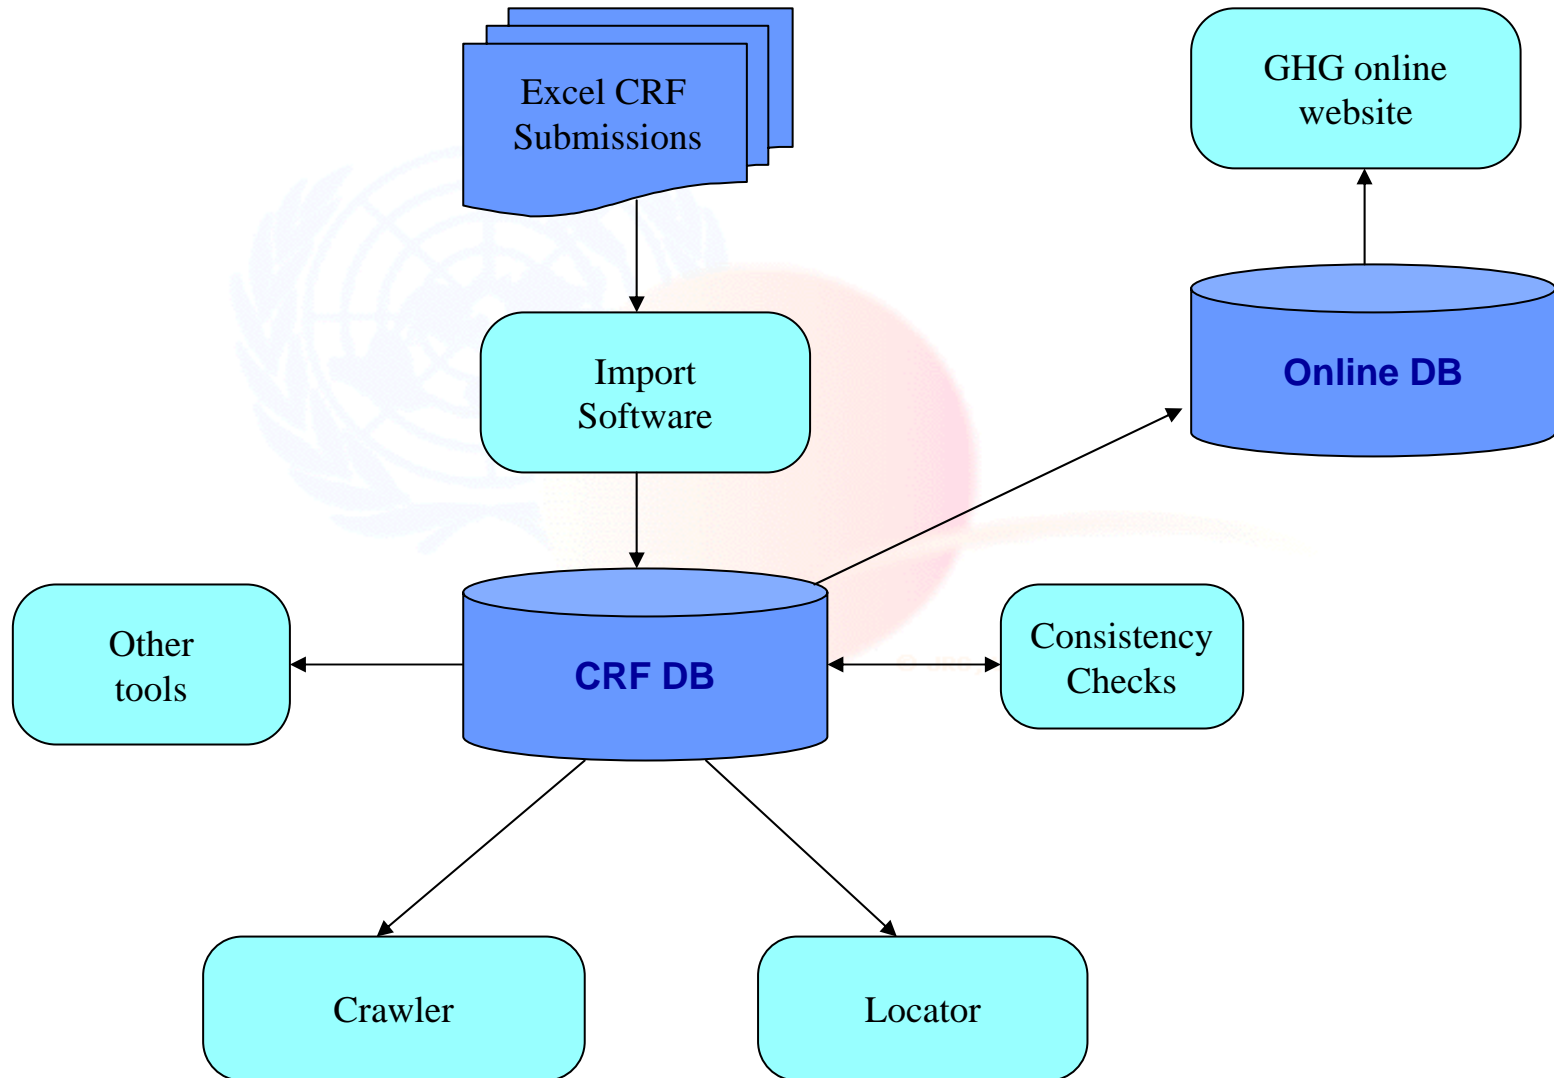 Excel CRF
Submissions
GHG online
website
Import
Software
Online DB
Other
tools
CRF DB
Consistency
Checks
Crawler
Locator